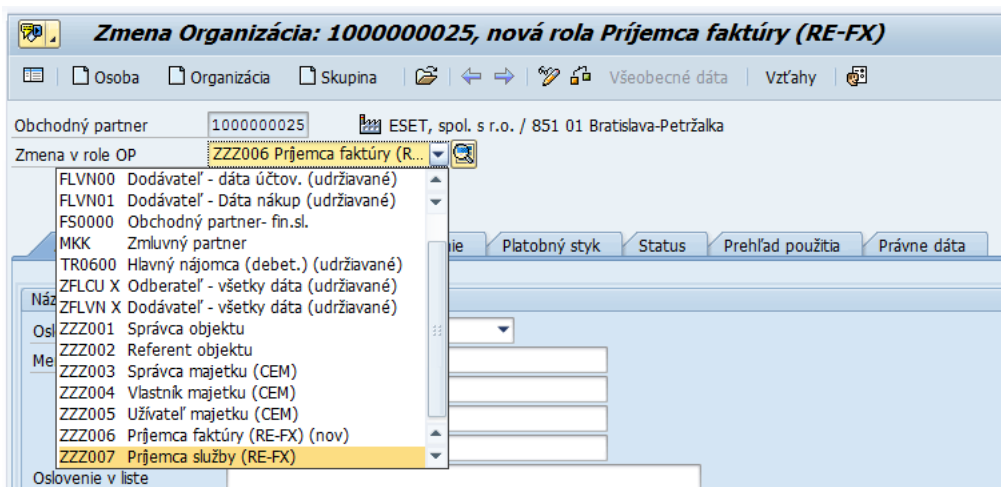 Zmena Organizácia: 1000000025, nová rola Príjemca faktúry (RE-FX)
Osoba Organizácia Skupina Všeobecné dáta Vzťahy
Obchodný partner 1000000025 ESET, spol. s r.o. / 851 01 Bratislava-Petržalka
Zmena v role OP ZZZ006 Príjemca faktúry (R...
FLVN00 Dodávateľ - dáta účtov. (udržiavané)
FLVN01 Dodávateľ - Dáta nákup (udržiavané)
FS0000 Obchodný partner- fin.sl.
MKK Zmluvný partner
nie Platobný styk Status Prehľad použitia Právne dáta
TR0600 Hlavný nájomca (debet.) (udržiavané)
ZFLCU X Odberateľ - všetky dáta (udržiavané)
Náz
ZFLVN X Dodávateľ - všetky dáta (udržiavané)
Osl
ZZZ001 Správca objektu
ZZZ002 Referent objektu
Me
ZZZ003 Správca majetku (CEM)
ZZZ004 Vlastník majetku (CEM)
ZZZ005 Užívateľ majetku (CEM)
ZZZ006 Príjemca faktúry (RE-FX) (nov)
ZZZ007 Príjemca služby (RE-FX)
Oslovenie v liste